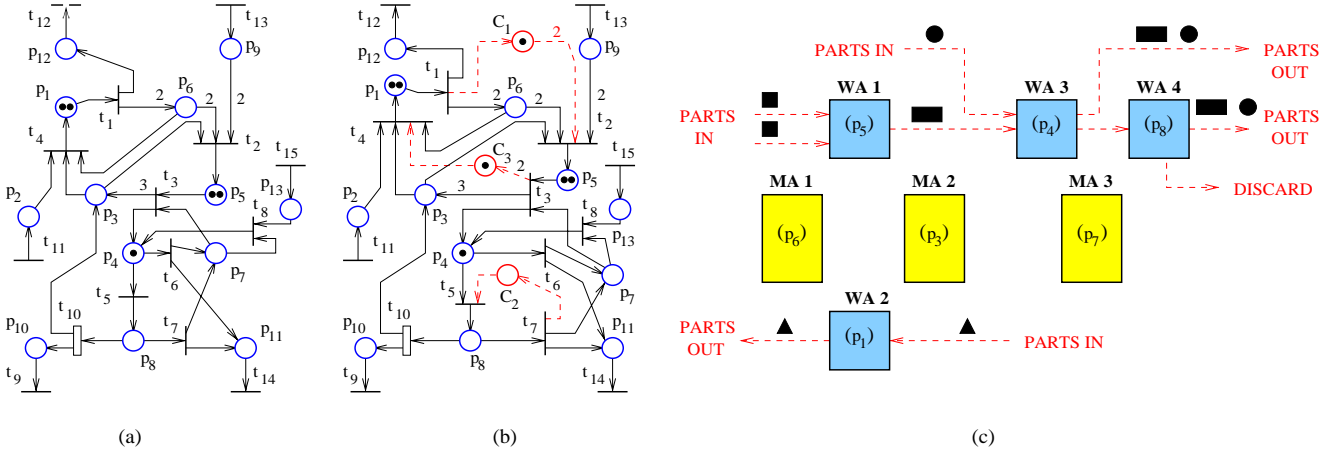 t12
t13
p12
p9
p1
p6
2
2
2
t1
t4
t2
t15
p2
3
t3
p5
p13
p3
t8
t11
p4
t6
p7
t5
p10
t10
t7
p11
p8
t9
t14
(a)
t12
C1
2
t13
p12
p9
t1
p1
2
p6
2
2
t4
t2
C3
2
t15
p2
3
p5
p3
t3
t8
t11
p13
p4
t6
p7
t5
C2
p10
t10
t7
p11
p8
t9
t14
(b)
PARTS IN
PARTS
OUT
WA 1
WA 3
WA 4
PARTS
IN
(p5)
(p4)
(p8)
PARTS
OUT
MA 1
MA 2
MA 3
DISCARD
(p6)
(p3)
(p7)
WA 2
PARTS
OUT
(p1)
PARTS IN
(c)